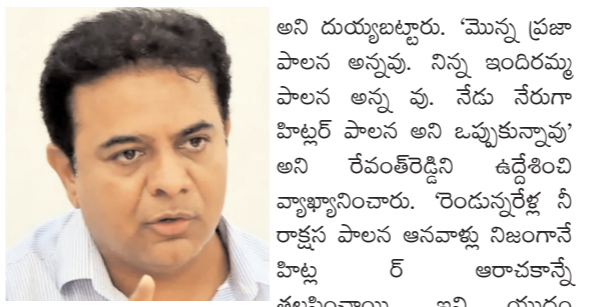 అని దుయ్యబట్టారు. ‘మొన్న ప్రజా
పాలన అన్నవు. నిన్న ఇందిరమ్మ
పాలన అన్న వు. నేడు నేరుగా
హిట్లర్ పాలన అని ఒప్పుకున్నావు’
అని రేవంత్‌రెడ్డిని ఉద్దేశించి
వ్యాఖ్యానించారు. ‘రెండున్నరేళ్ల నీ
రాక్షస పాలన ఆనవాళ్లు నిజంగానే
హిట్ల ర్ ఆరాచకాన్నే